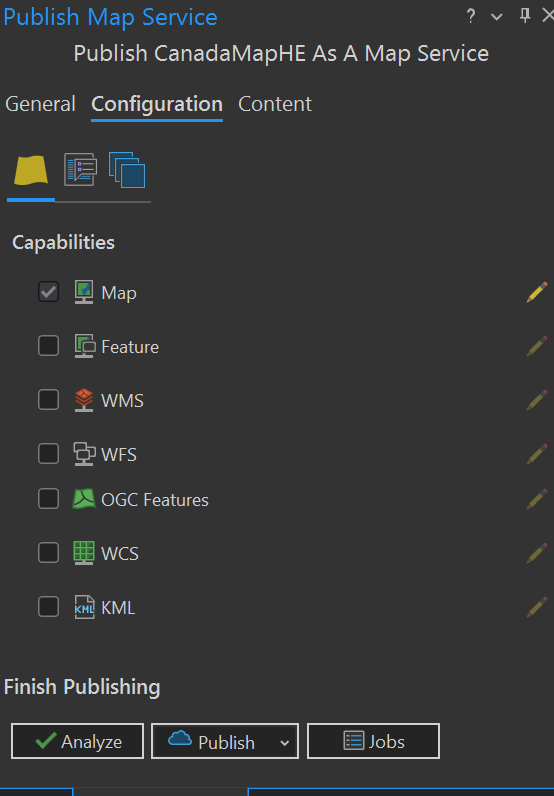 Publish Map Service
?
Publish CanadaMapHE As A Map Service
General Configuration Content
Capabilities
Map
Feature
WMS
WFS
OGC Features
WCS
KML KML
Finish Publishing
Analyze Publish Jobs